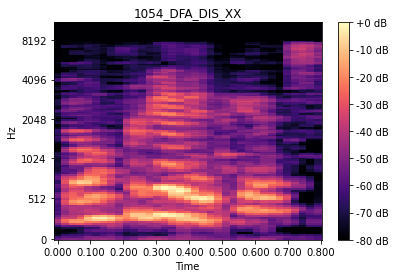 1054_DFA_DIS_XX
8192
4096
2048
1024
512
0
Hz
0.000 0.100 0.200 0.300 0.400 0.500 0.600 0.700 0.800
Time
+0 dB
-10 dB
-20 dB
-30 dB
-40 dB
-50 dB
-60 dB
-70 dB
-80 dB